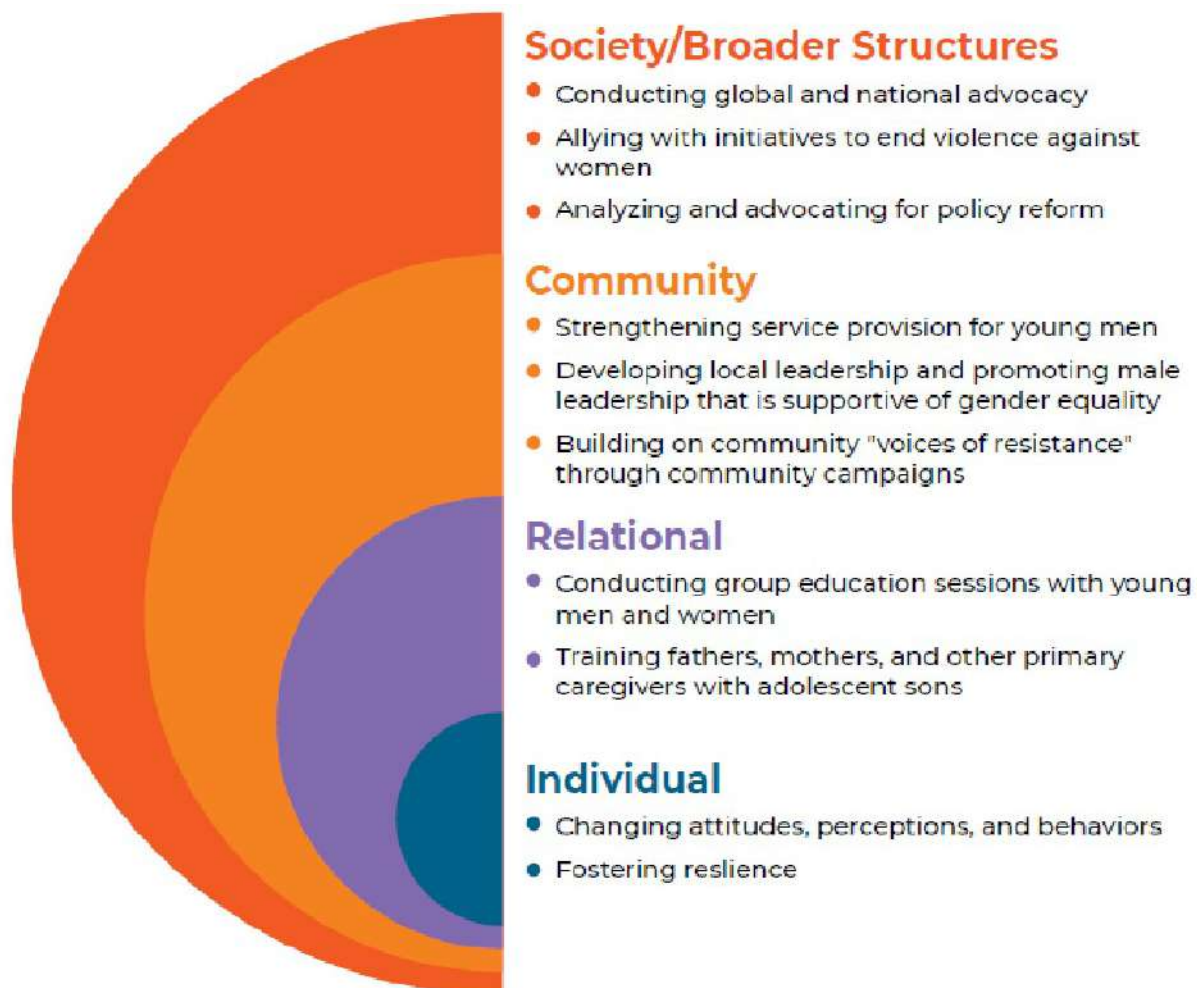 Society/Broader Structures
Conducting global and national advocacy
Allying with initiatives to end violence against
women
Analyzing and advocating for policy reform
Community
Strengthening service provision for young men
Developing local leadership and promoting male
leadership that is supportive of gender equality
Building on community "voices of resistance"
through community campaigns
Relational
Conducting group education sessions with young
men and women
Training fathers, mothers, and other primary
caregivers with adolescent sons
Individual
Changing attitudes, perceptions, and behaviors
Fostering reslience